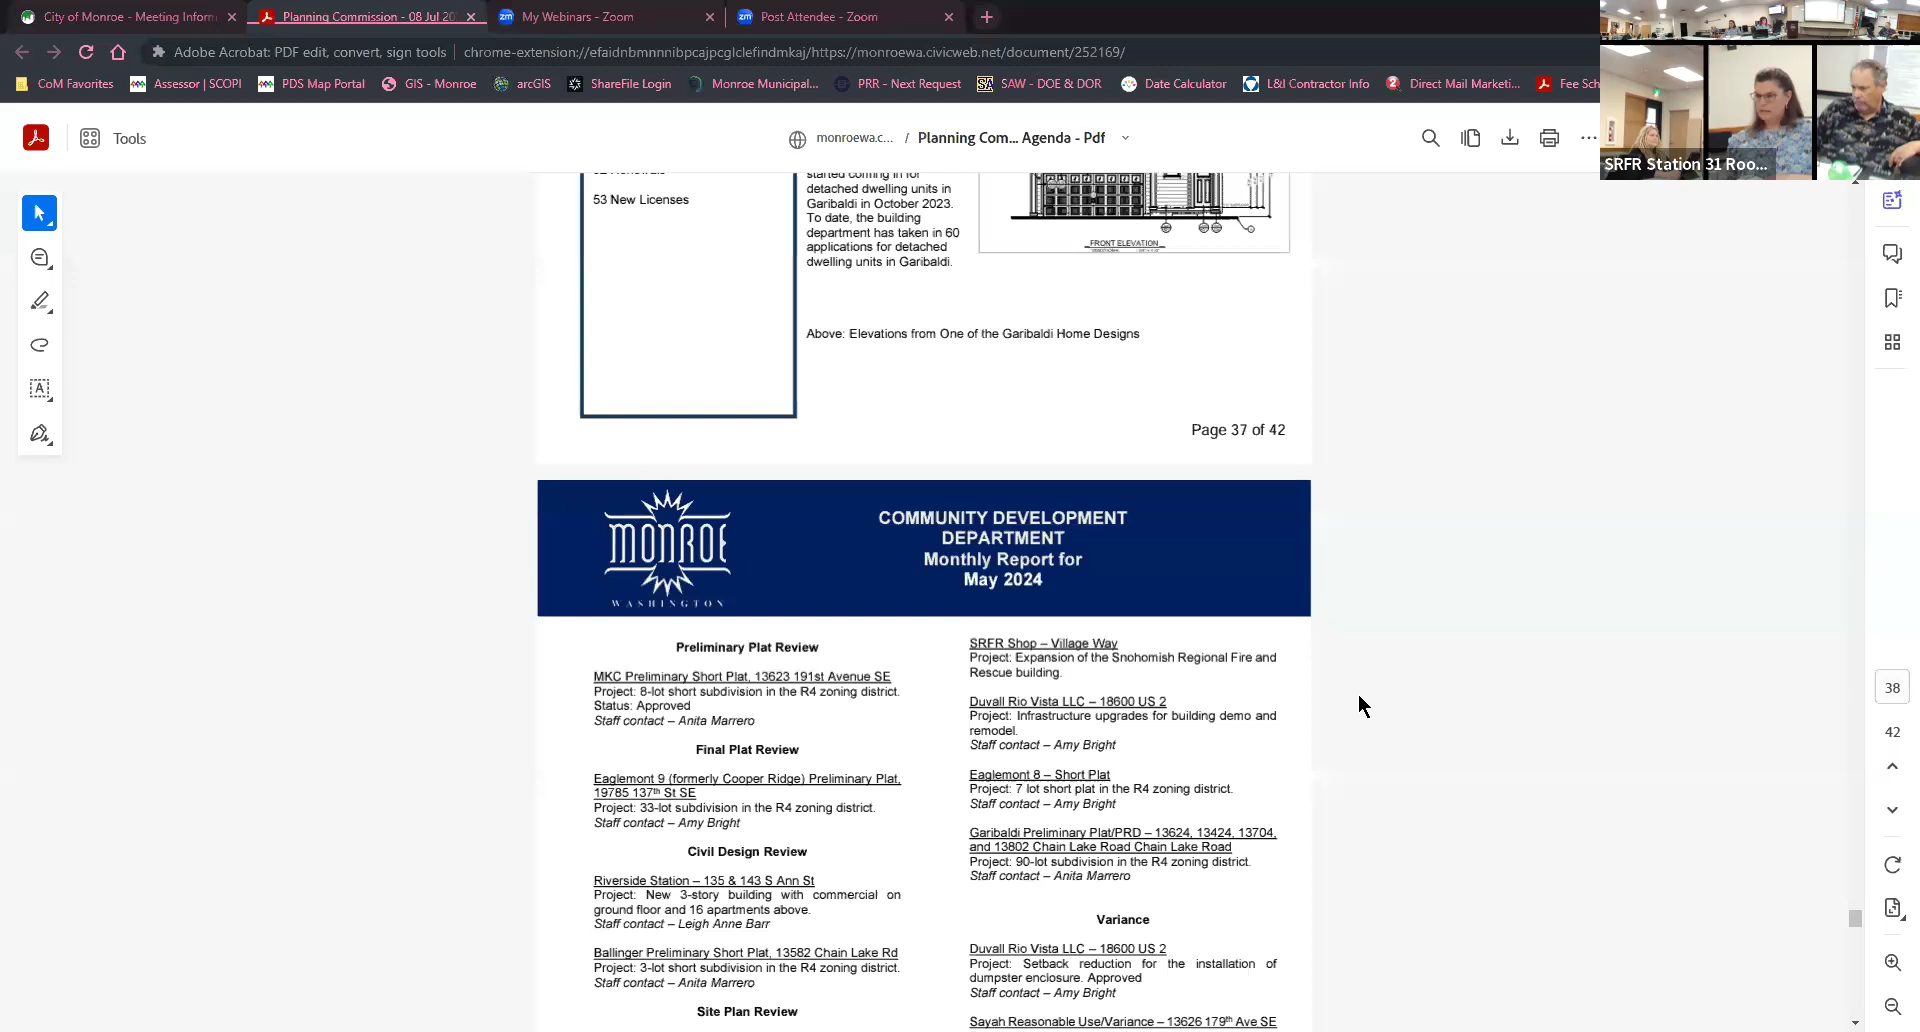 City of Monroe - Meeting Inform
Planning Commission - 08 Jul 20
My Webinars - Zoom
Post Attendee - Zoom
Adobe Acrobat: PDF edit, convert, sign tools
chrome-extension://efaidnbmnnnibpcajpcglclefindmkaj/https://monroewa.civicweb.net/document/252169/
CoM Favorites
Assessor | SCOPI
PDS Map Portal
GIS - Monroe
arcGIS
ShareFile Login
Monroe Municipal...
PRR - Next Request
SAW - DOE & DOR
Date Calculator
L&I Contractor Info
Direct Mail Marketi...
Fee Sch
SRFR Station 31 Roo...
Tools
monroewa.c... / Planning Com... Agenda - Pdf
53 New Licenses
started coming in for
detached dwelling units in
Garibaldi in October 2023.
To date, the building
department has taken in 60
applications for detached
dwelling units in Garibaldi.
FRONT ELEVATION
Above: Elevations from One of the Garibaldi Home Designs
Page 37 of 42
MONROE
WASHINGTON
COMMUNITY DEVELOPMENT
DEPARTMENT
Monthly Report for
May 2024
Preliminary Plat Review
MKC Preliminary Short Plat, 13623 191st Avenue SE
Project: 8-lot short subdivision in the R4 zoning district.
Status: Approved
Staff contact – Anita Marrero
Final Plat Review
Eaglemont 9 (formerly Cooper Ridge) Preliminary Plat,
19785 137th St SE
Project: 33-lot subdivision in the R4 zoning district.
Staff contact – Amy Bright
Civil Design Review
Riverside Station – 135 & 143 S Ann St
Project: New 3-story building with commercial on
ground floor and 16 apartments above.
Staff contact – Leigh Anne Barr
Ballinger Preliminary Short Plat, 13582 Chain Lake Rd
Project: 3-lot short subdivision in the R4 zoning district.
Staff contact – Anita Marrero
Site Plan Review
SRFR Shop – Village Way
Project: Expansion of the Snohomish Regional Fire and
Rescue building.
Duvall Rio Vista LLC – 18600 US 2
Project: Infrastructure upgrades for building demo and
remodel.
Staff contact – Amy Bright
Eaglemont 8 – Short Plat
Project: 7 lot short plat in the R4 zoning district.
Staff contact – Amy Bright
Garibaldi Preliminary Plat/PRD – 13624, 13424, 13704,
and 13802 Chain Lake Road Chain Lake Road
Project: 90-lot subdivision in the R4 zoning district.
Staff contact – Anita Marrero
Variance
Duvall Rio Vista LLC – 18600 US 2
Project: Setback reduction for the installation of
dumpster enclosure. Approved
Staff contact – Amy Bright
Sayah Reasonable Use/Variance – 13626 179th Ave SE
38
42